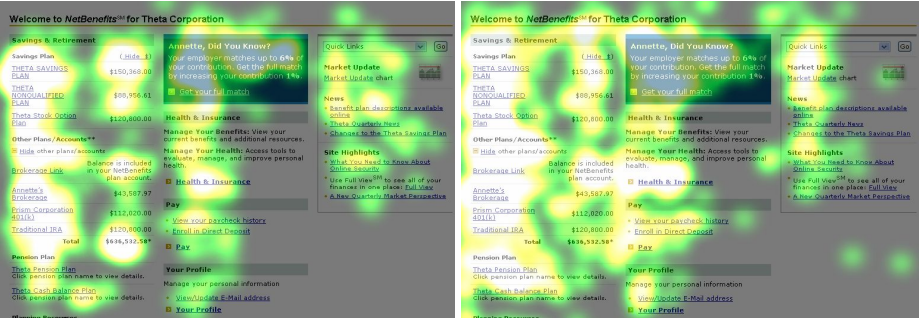 Welcome to NetBenefits℠ for Theta Corporation
Savings & Retirement
Savings Plan (Hide 1)
THETA SAVINGS PLAN $150,368.00
THETA NONQUALIFIED PLAN $88,956.61
Theta Stock Option Plan $120,800.00
Other Plans/Accounts**
Hide other plans/accounts
Brokerage Link Balance is included in your NetBenefits plan account.
Annette's Brokerage $43,587.97
Prism Corporation 401(k) $112,020.00
Traditional IRA $120,800.00
Total $636,532.58*
Pension Plan
Theta Pension Plan
Click pension plan name to view details.
Theta Cash Balance Plan
Click pension plan name to view details.
Planning Resources
Annette, Did You Know?
Your employer matches up to 6% of
your contribution. Get the full match
by increasing your contribution 1%.
Get your full match
Health & Insurance
Manage Your Benefits: View your
current benefits and additional resources.
Manage Your Health: Access tools to
evaluate, manage, and improve personal
health.
Health & Insurance
Pay
View your paycheck history
Enroll in Direct Deposit
Pay
Your Profile
Manage your personal information
View/Update E-Mail address
Your Profile
Quick Links Go
Market Update
Market Update chart
News
Benefit plan descriptions available
online
Theta Quarterly News
Changes to the Theta Savings Plan
Site Highlights
What You Need to Know About
Online Security
Use Full View℠ to see all of your
finances in one place: Full View
A New Quarterly Market Perspective
Welcome to NetBenefits℠ for Theta Corporation
Savings & Retirement
Savings Plan (Hide 1)
THETA SAVINGS PLAN $150,368.00
THETA NONQUALIFIED PLAN $88,956.61
Theta Stock Option Plan $120,800.00
Other Plans/Accounts**
Hide other plans/accounts
Brokerage Link Balance is included in your NetBenefits plan account.
Annette's Brokerage $43,587.97
Prism Corporation 401(k) $112,020.00
Traditional IRA $120,800.00
Total $636,532.58*
Pension Plan
Theta Pension Plan
Click pension plan name to view details.
Theta Cash Balance Plan
Click pension plan name to view details.
Planning Resources
Annette, Did You Know?
Your employer matches up to 6% of
your contribution. Get the full match
by increasing your contribution 1%.
Get your full match
Health & Insurance
Manage Your Benefits: View your
current benefits and additional resources.
Manage Your Health: Access tools to
evaluate, manage, and improve personal
health.
Health & Insurance
Pay
View your paycheck history
Enroll in Direct Deposit
Pay
Your Profile
Manage your personal information
View/Update E-Mail address
Your Profile
Quick Links Go
Market Update
Market Update chart
News
Benefit plan descriptions available
online
Theta Quarterly News
Changes to the Theta Savings Plan
Site Highlights
What You Need to Know About
Online Security
Use Full View℠ to see all of your
finances in one place: Full View
A New Quarterly Market Perspective